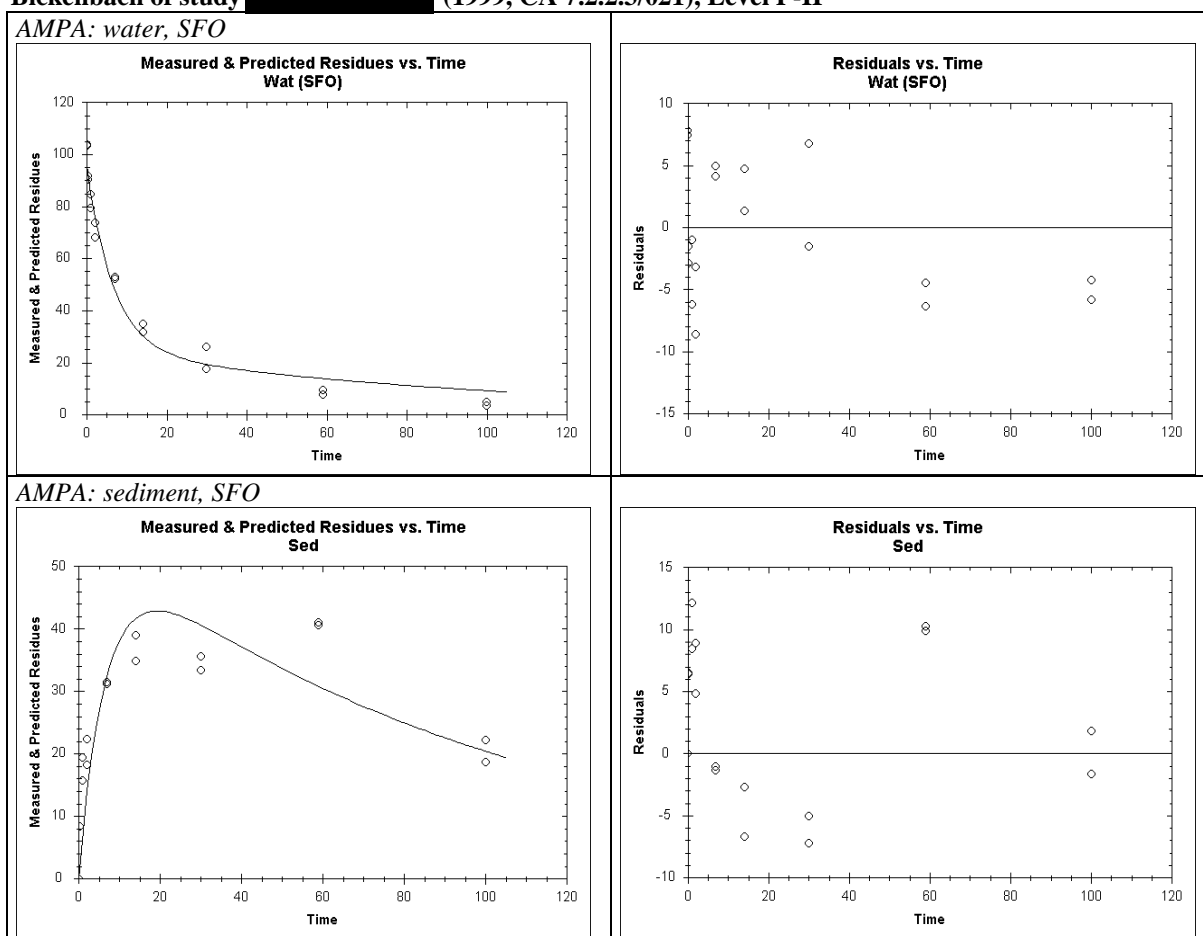 Bickenbach of study (1999, CA 7.2.2.3/021), Level P-II
AMPA: water, SFO
Measured & Predicted Residues vs. Time
Wat (SFO)
Measured & Predicted Residues
120
100
80
60
40
20
0
0 20 40 60 80 100 120
Time
Residuals vs. Time
Wat (SFO)
Residuals
10
5
0
-5
-10
-15
0 20 40 60 80 100 120
Time
AMPA: sediment, SFO
Measured & Predicted Residues vs. Time
Sed
Measured & Predicted Residues
50
40
30
20
10
0
0 20 40 60 80 100 120
Time
Residuals vs. Time
Sed
Residuals
15
10
5
0
-5
-10
0 20 40 60 80 100 120
Time